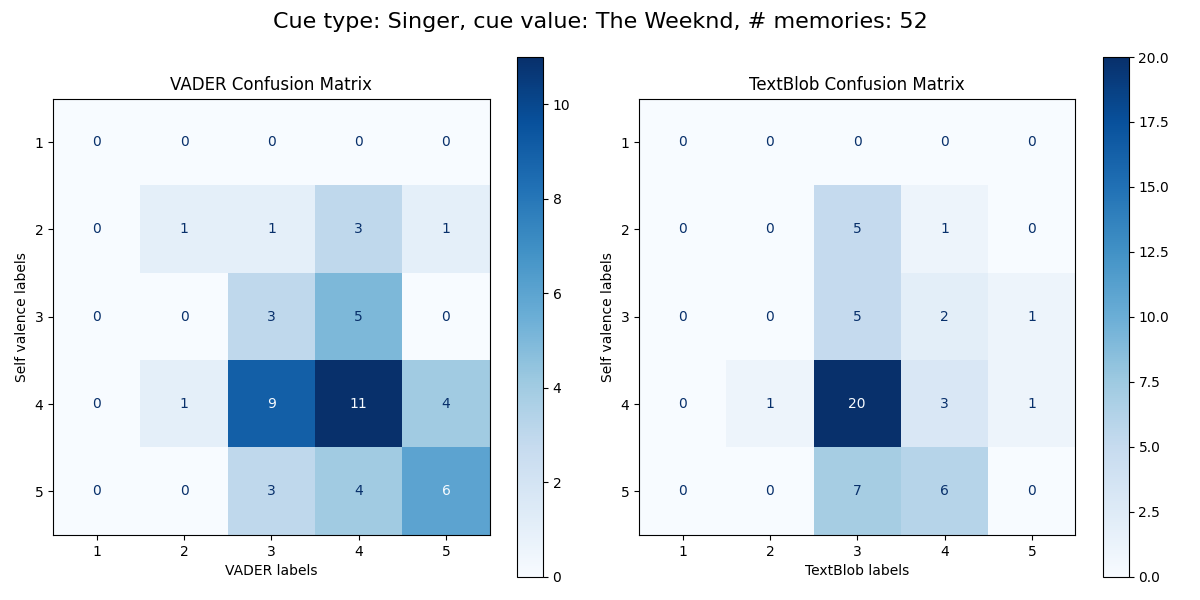 Cue type: Singer, cue value: The Weeknd, # memories: 52
VADER Confusion Matrix
Self valence labels
1 0 0 0 0 0
2 0 1 1 3 1
3 0 0 3 5 0
4 0 1 9 11 4
5 0 0 3 4 6
1 2 3 4 5
VADER labels
10
8
6
4
2
0
TextBlob Confusion Matrix
Self valence labels
1 0 0 0 0 0
2 0 0 5 1 0
3 0 0 5 2 1
4 0 1 20 3 1
5 0 0 7 6 0
1 2 3 4 5
TextBlob labels
20.0
17.5
15.0
12.5
10.0
7.5
5.0
2.5
0.0